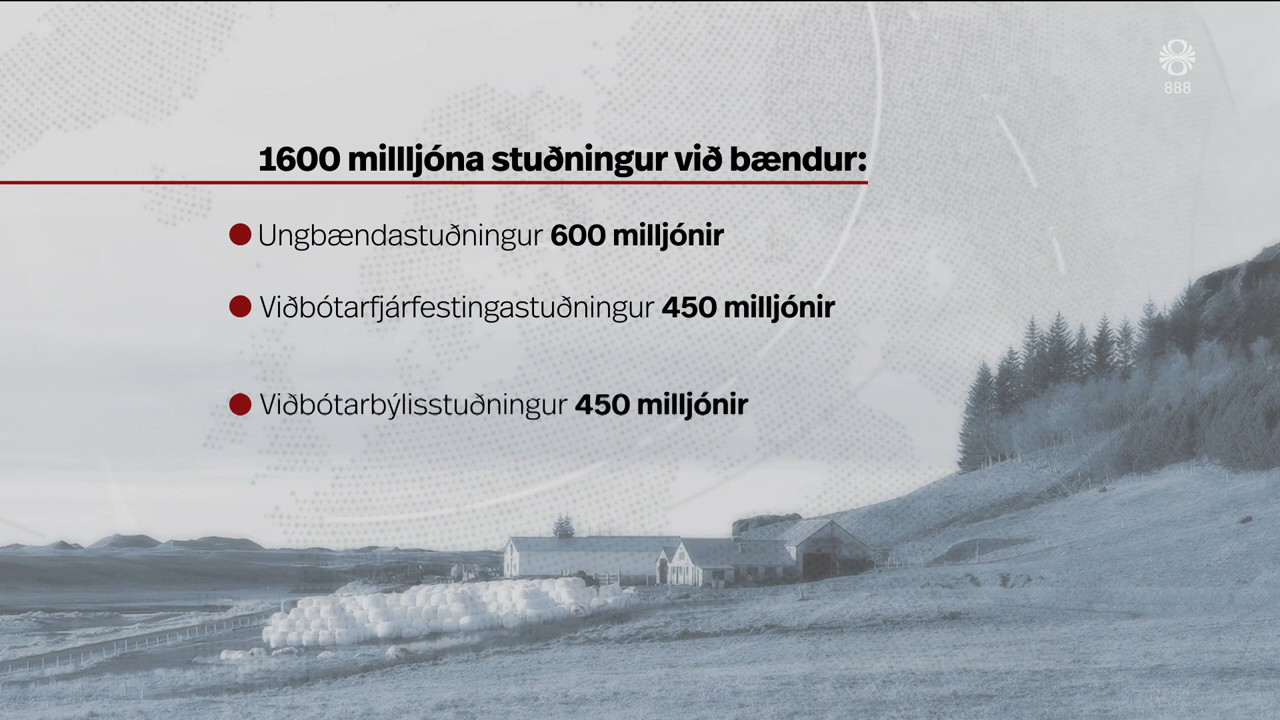 888
1600 millljóna stuðningur við bændur:
Ungbændastuðningur 600 milljónir
Viðbótarfjárfestingastuðningur 450 milljónir
Viðbótarbýlisstuðningur 450 milljónir